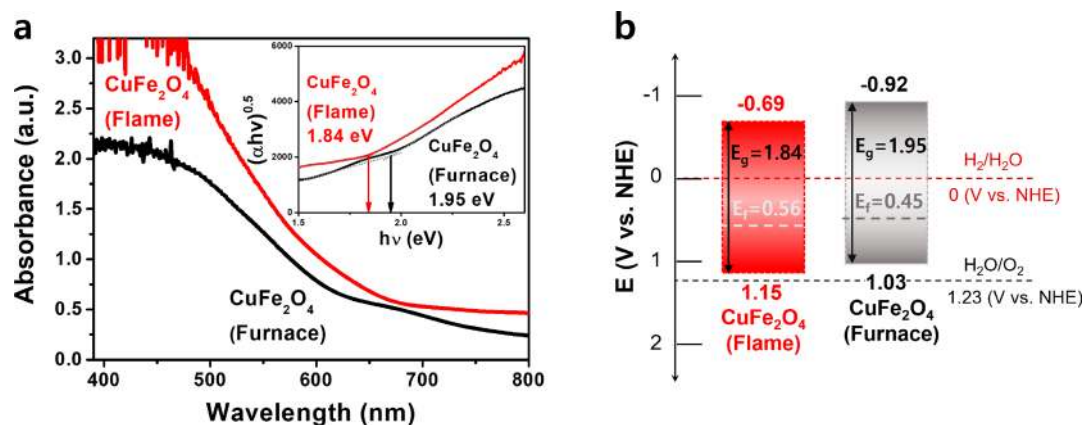 a
3.0
2.5
2.0
1.5
1.0
0.5
0.0
Absorbance (a.u.)
400
500
600
700
800
Wavelength (nm)
CuFe₂O₄
(Flame)
CuFe₂O₄
(Furnace)
6000
4000
2000
0
(αhv)⁰·⁵
1.5
2.0
2.5
hν (eV)
CuFe₂O₄
(Flame)
1.84 eV
CuFe₂O₄
(Furnace)
1.95 eV
b
E (V vs. NHE)
-1
0
1
2
-0.69
-0.92
Eg=1.84
Eg=1.95
Ef=0.56
Ef=0.45
H₂/H₂O
0 (V vs. NHE)
H₂O/O₂
1.23 (V vs. NHE)
1.15
1.03
CuFe₂O₄
(Flame)
CuFe₂O₄
(Furnace)